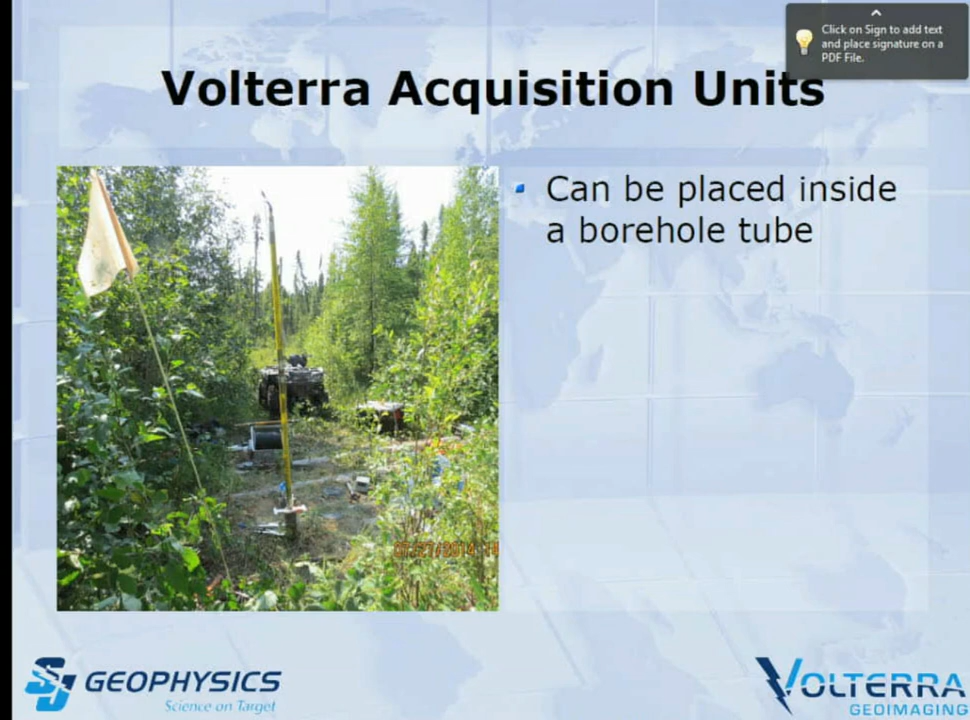 Click on Sign to add text
and place signature on a
PDF File.
Volterra Acquisition Units
Can be placed inside
a borehole tube
SJ GEOPHYSICS
Science on Target
VOLTERRA
GEOIMAGING